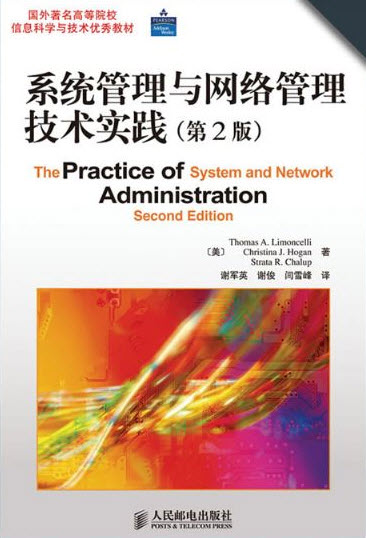 国外著名高等院校
信息科学与技术优秀教材
PEARSON
Addison
Wesley
系统管理与网络管理
技术实践（第2版）
The Practice of System and Network
Administration
Second Edition
〔美〕 Thomas A. Limoncelli
Christina J. Hogan 著
Strata R. Chalup
谢军英 谢俊 闫雪峰 译
人民邮电出版社
POSTS & TELECOM PRESS